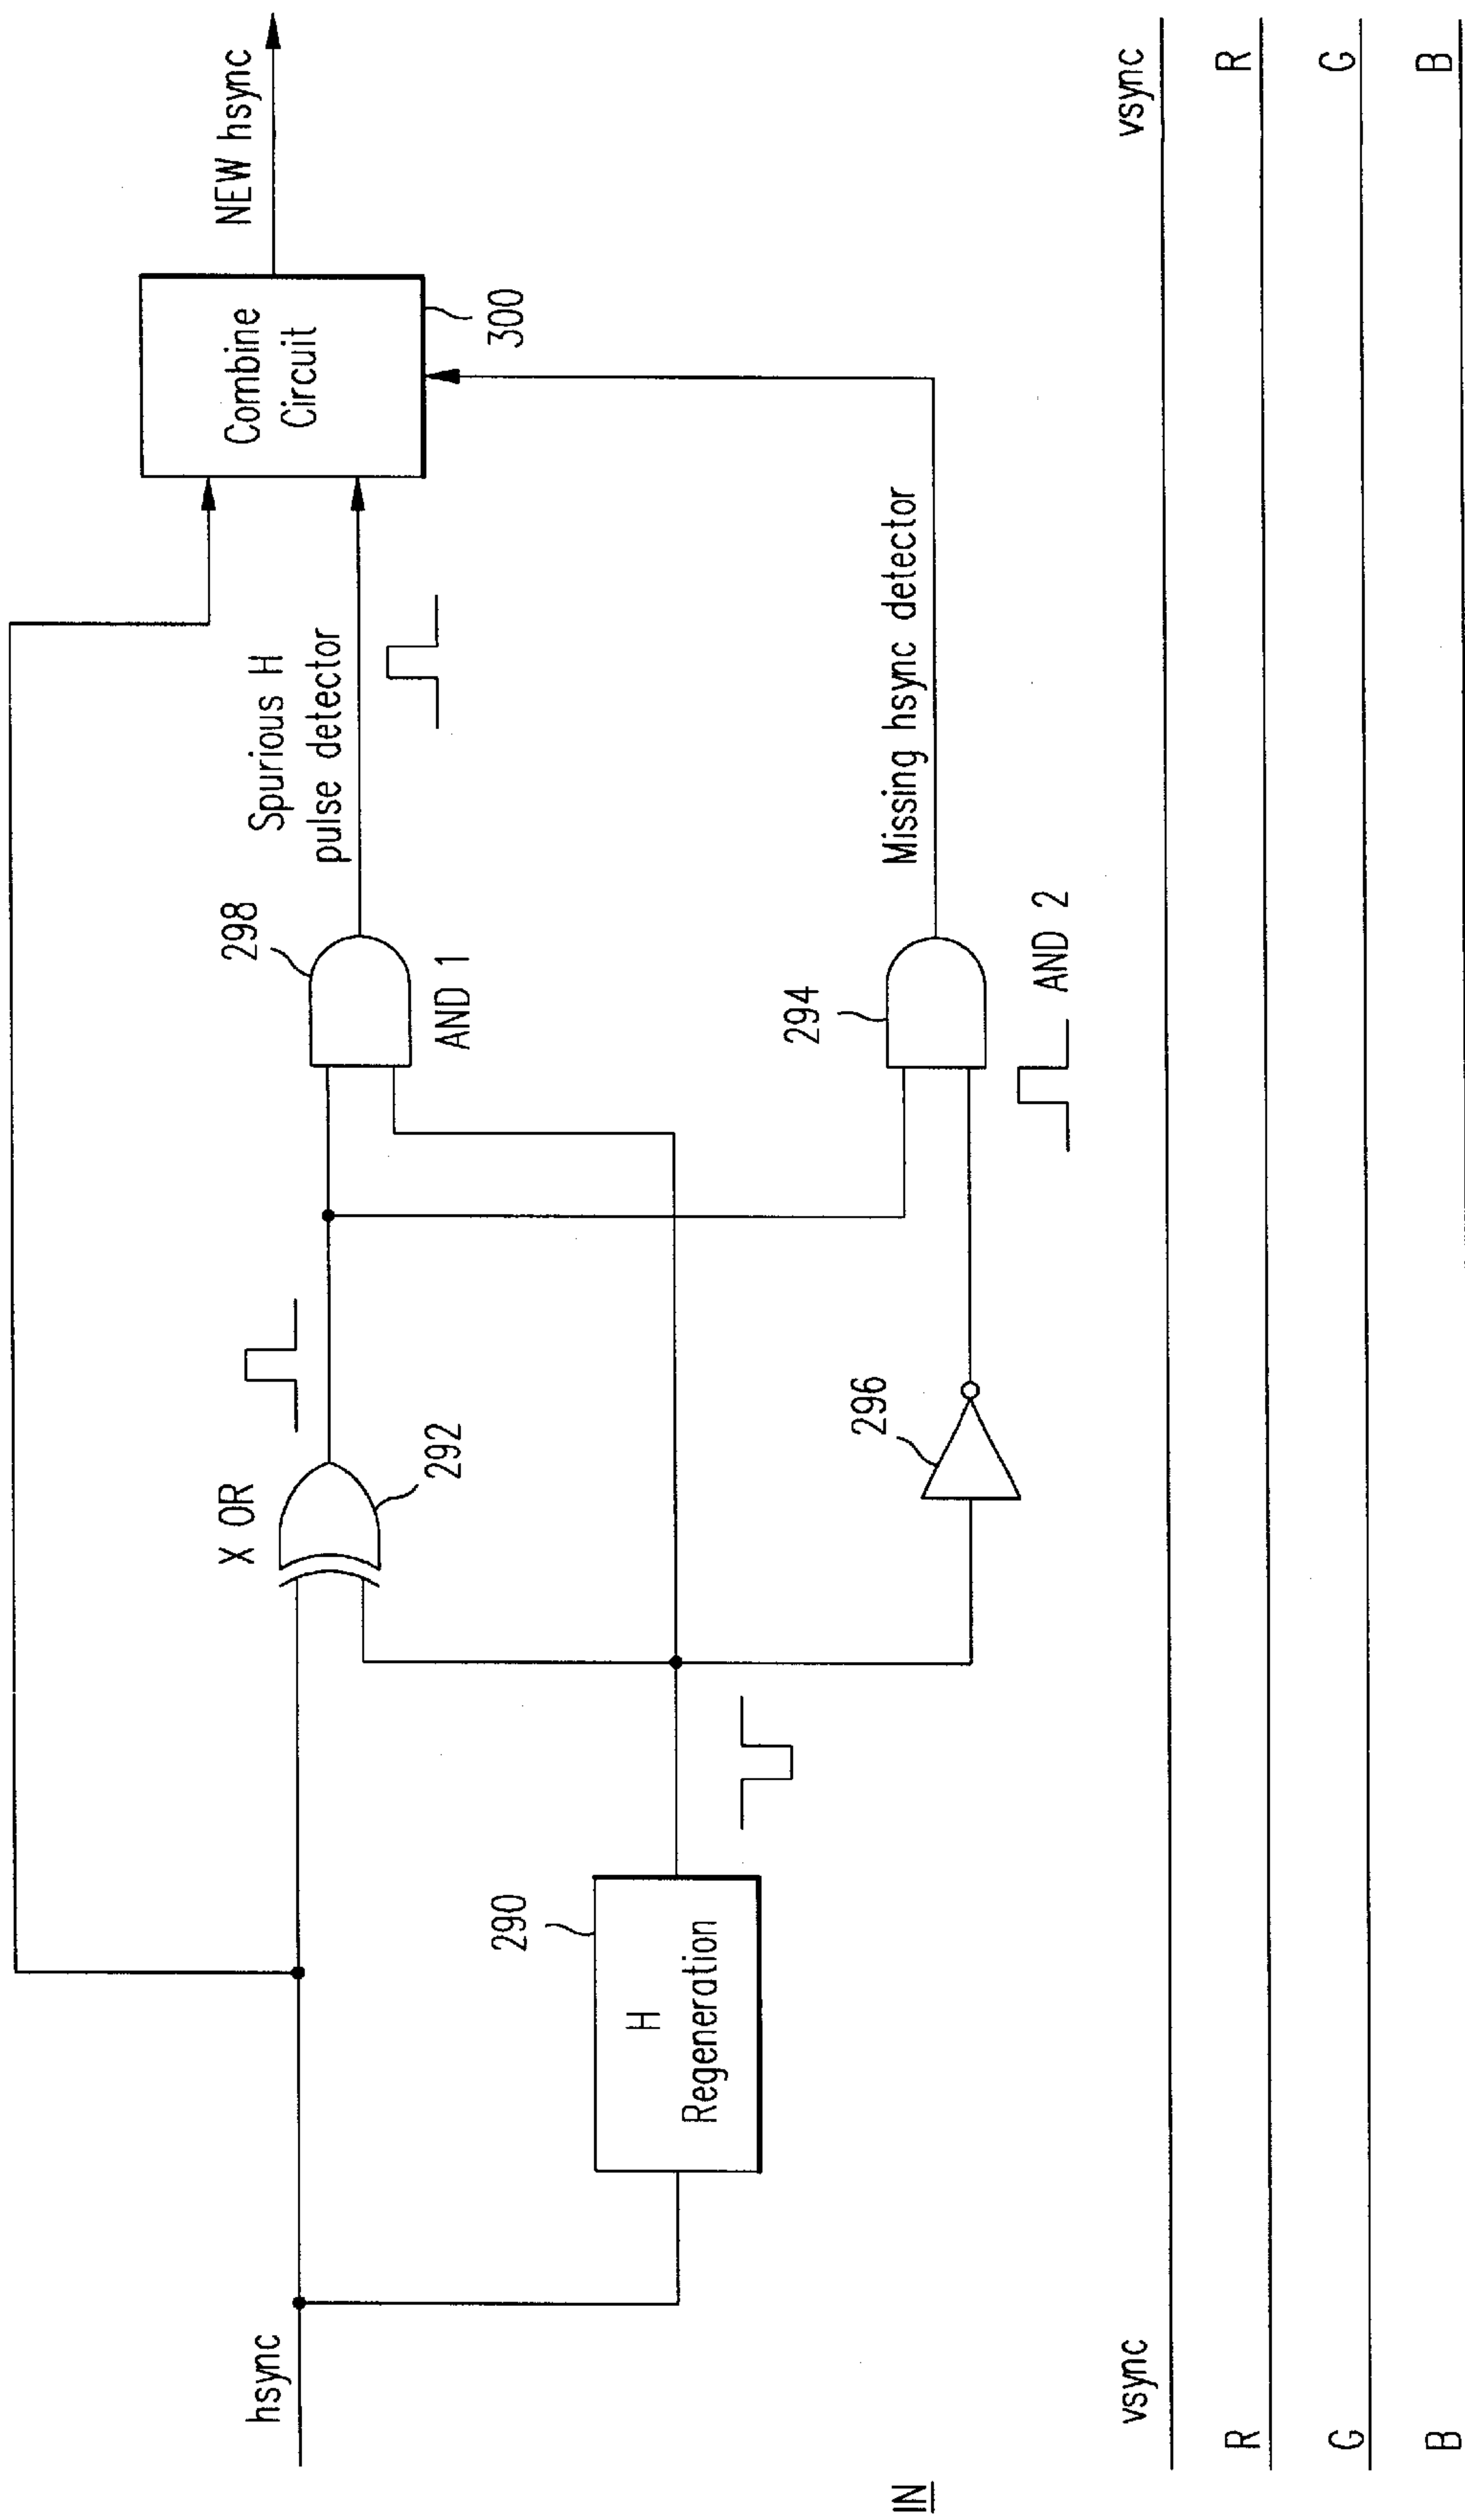 NEW hsync
Combine
Circuit
300
Spurious H
pulse detector
298
AND 1
X OR
292
hsync
290
H
Regeneration
Missing hsync detector
294
AND 2
296
IN
vsync
vsync
R
R
G
G
B
B